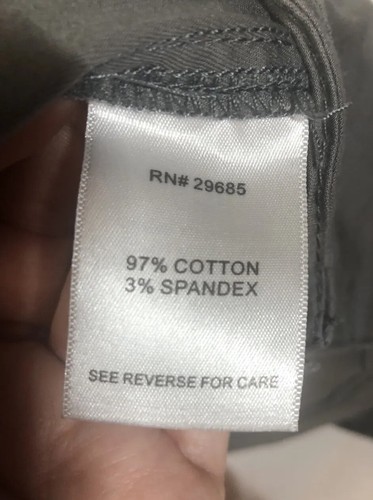 RN# 29685
97% COTTON
3% SPANDEX
SEE REVERSE FOR CARE